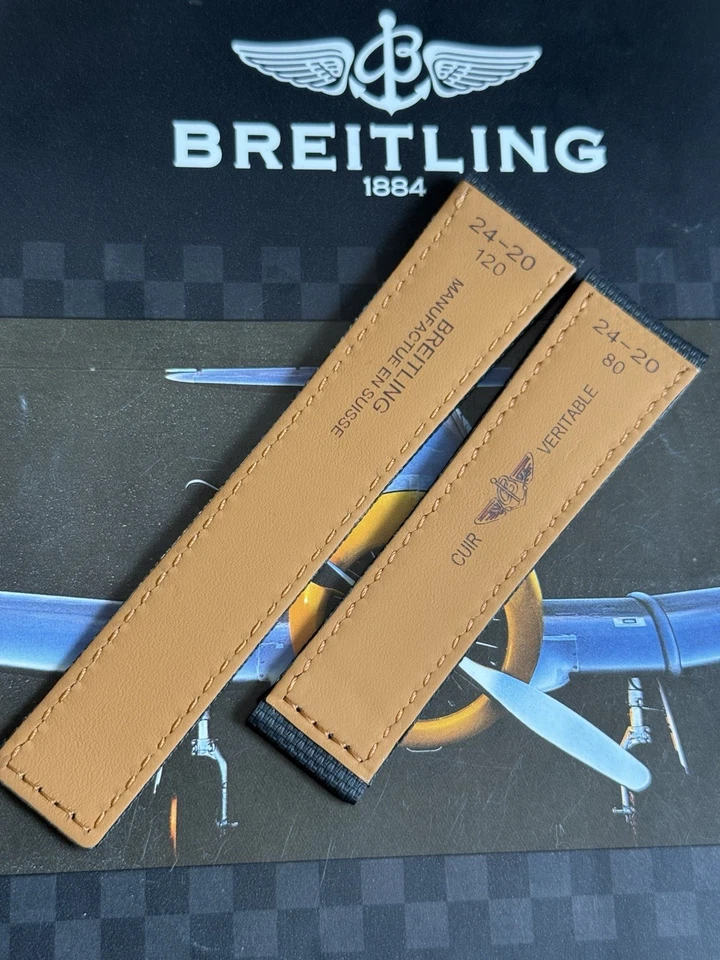 BREITLING
1884
24-20
120
BREITLING
MANUFACTUE EN SUISSE
24-20
80
CUIR VERITABLE